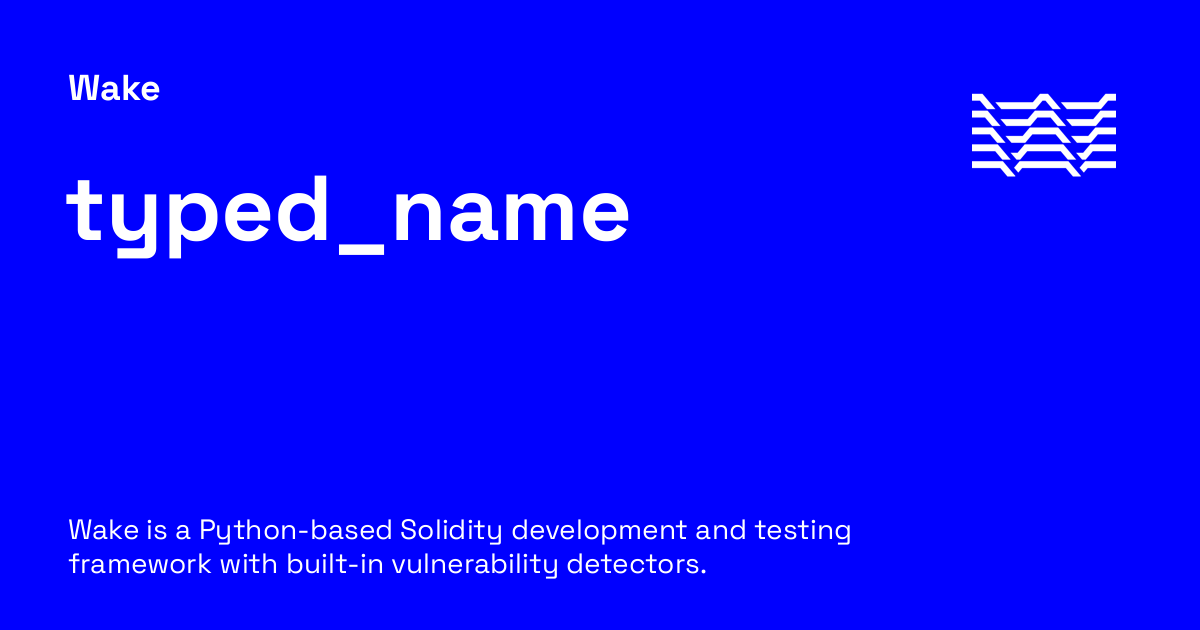 Wake
typed_name
Wake is a Python-based Solidity development and testing
framework with built-in vulnerability detectors.